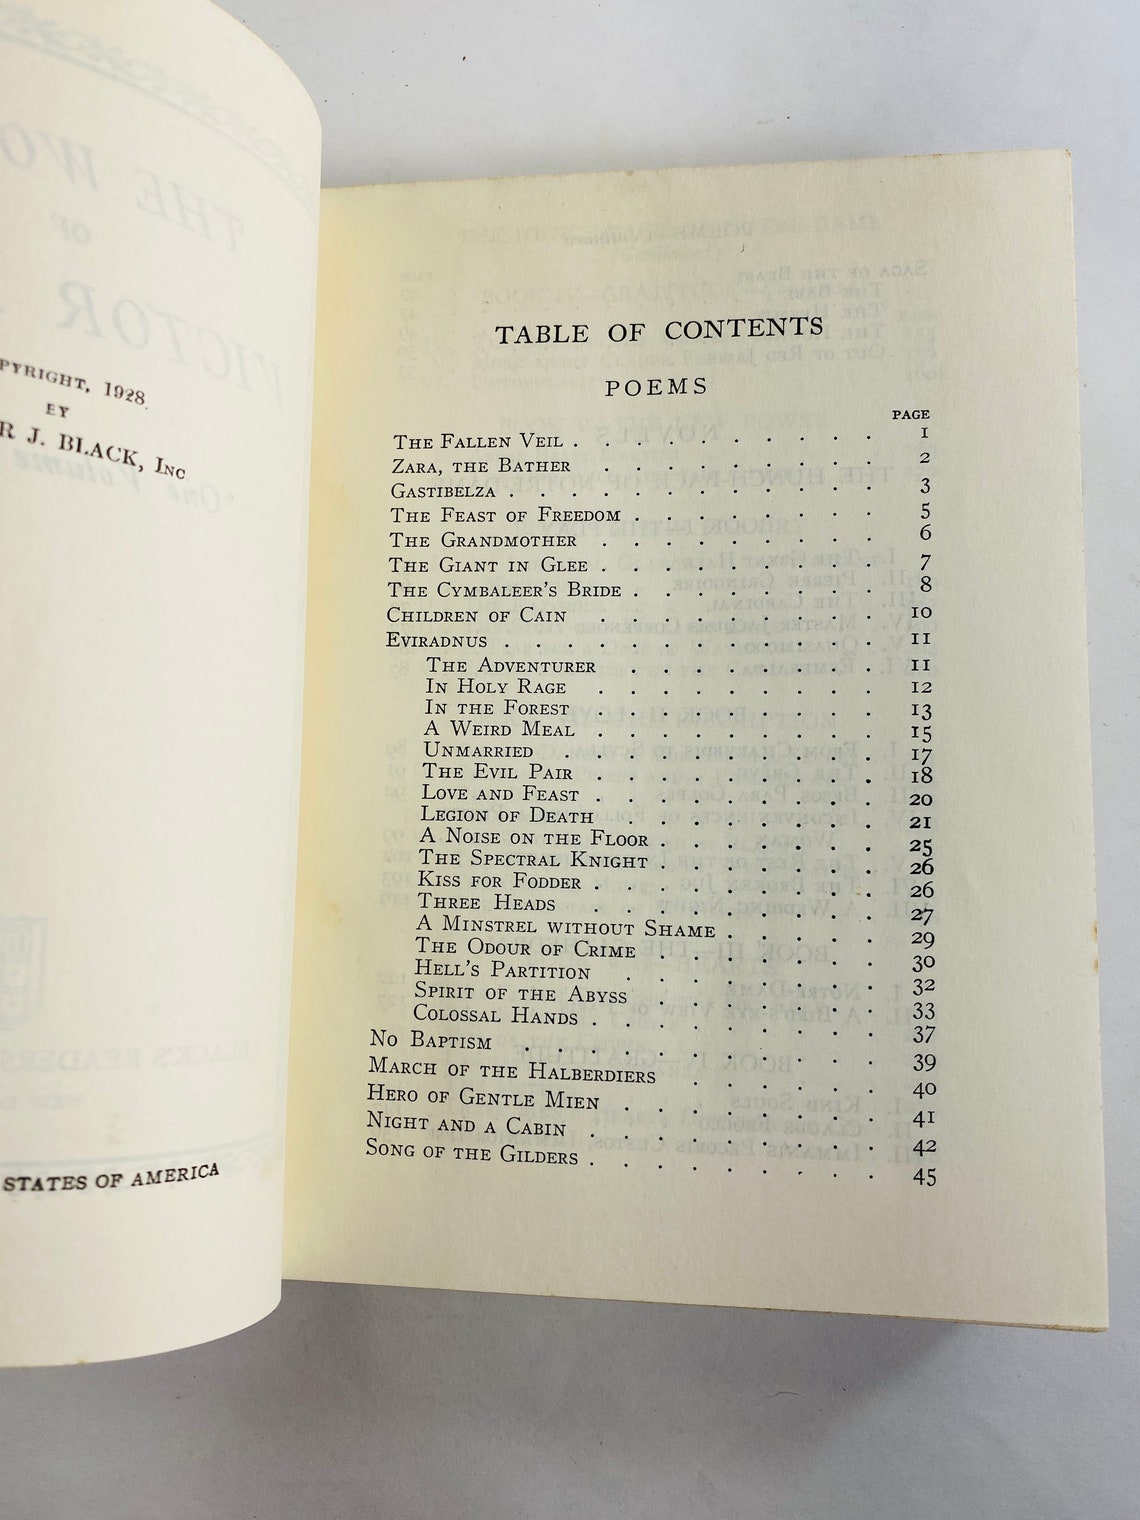 PYRIGHT, 1928
BY
R J. BLACK, INC
STATES OF AMERICA
TABLE OF CONTENTS
POEMS
PAGE
THE FALLEN VEIL . . . . . . . . . . 1
ZARA, THE BATHER . . . . . . . . . 2
GASTIBELZA . . . . . . . . . . . . 3
THE FEAST OF FREEDOM . . . . . . . . 5
THE GRANDMOTHER . . . . . . . . . 6
THE GIANT IN GLEE . . . . . . . . . 7
THE CYMBALEER'S BRIDE . . . . . . . . 8
CHILDREN OF CAIN . . . . . . . . . 10
EVIRADNUS . . . . . . . . . . . . 11
THE ADVENTURER . . . . . . . . 11
IN HOLY RAGE . . . . . . . . . 12
IN THE FOREST . . . . . . . . . 13
A WEIRD MEAL . . . . . . . . . 15
UNMARRIED . . . . . . . . . . 17
THE EVIL PAIR . . . . . . . . . 18
LOVE AND FEAST . . . . . . . . . 20
LEGION OF DEATH . . . . . . . . 21
A NOISE ON THE FLOOR . . . . . . . 25
THE SPECTRAL KNIGHT . . . . . . . 26
KISS FOR FODDER . . . . . . . . . 26
THREE HEADS . . . . . . . . . 27
A MINSTREL WITHOUT SHAME . . . . . 29
THE ODOUR OF CRIME . . . . . . . 30
HELL'S PARTITION . . . . . . . . 32
SPIRIT OF THE ABYSS . . . . . . . 33
COLOSSAL HANDS . . . . . . . . . 37
NO BAPTISM . . . . . . . . . . . 39
MARCH OF THE HALBERDIERS . . . . . . 40
HERO OF GENTLE MIEN . . . . . . . . 41
NIGHT AND A CABIN . . . . . . . . . 42
SONG OF THE GILDERS . . . . . . . . . 45